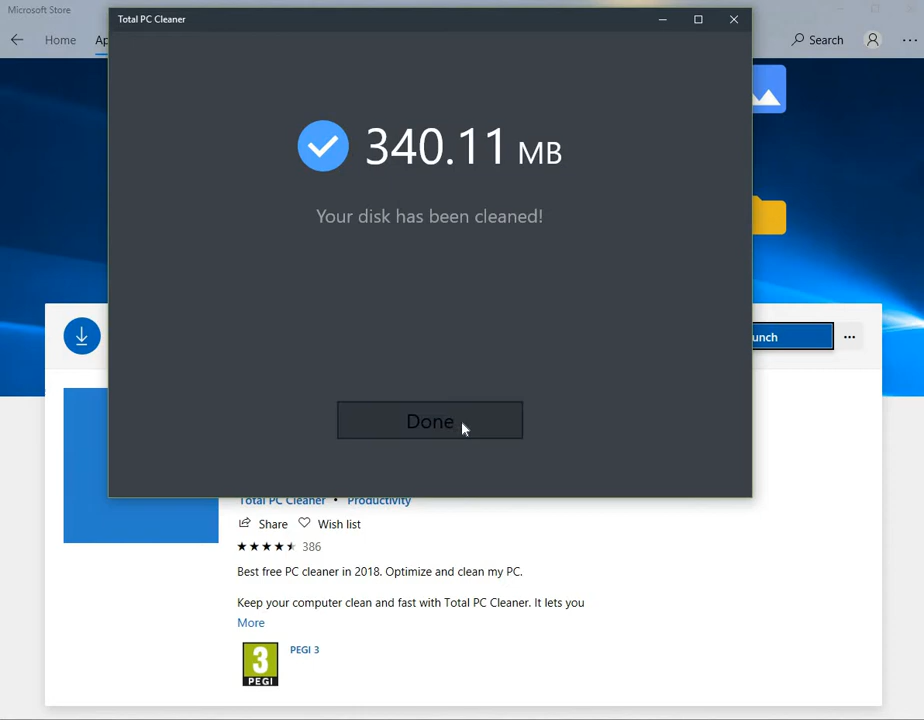 Microsoft Store
Total PC Cleaner
Home
Ap
Search
340.11 MB
Your disk has been cleaned!
unch
Done
Total PC Cleaner • Productivity
Share
Wish list
386
Best free PC cleaner in 2018. Optimize and clean my PC.
Keep your computer clean and fast with Total PC Cleaner. It lets you
More
3
PEGI
PEGI 3